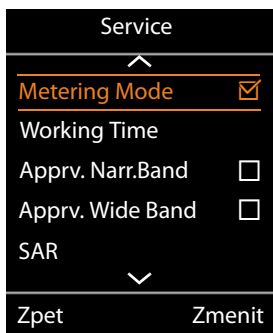 Service
Metering Mode
Working Time
Apprv. Narr.Band
Apprv. Wide Band
SAR
Zpet Zmenit